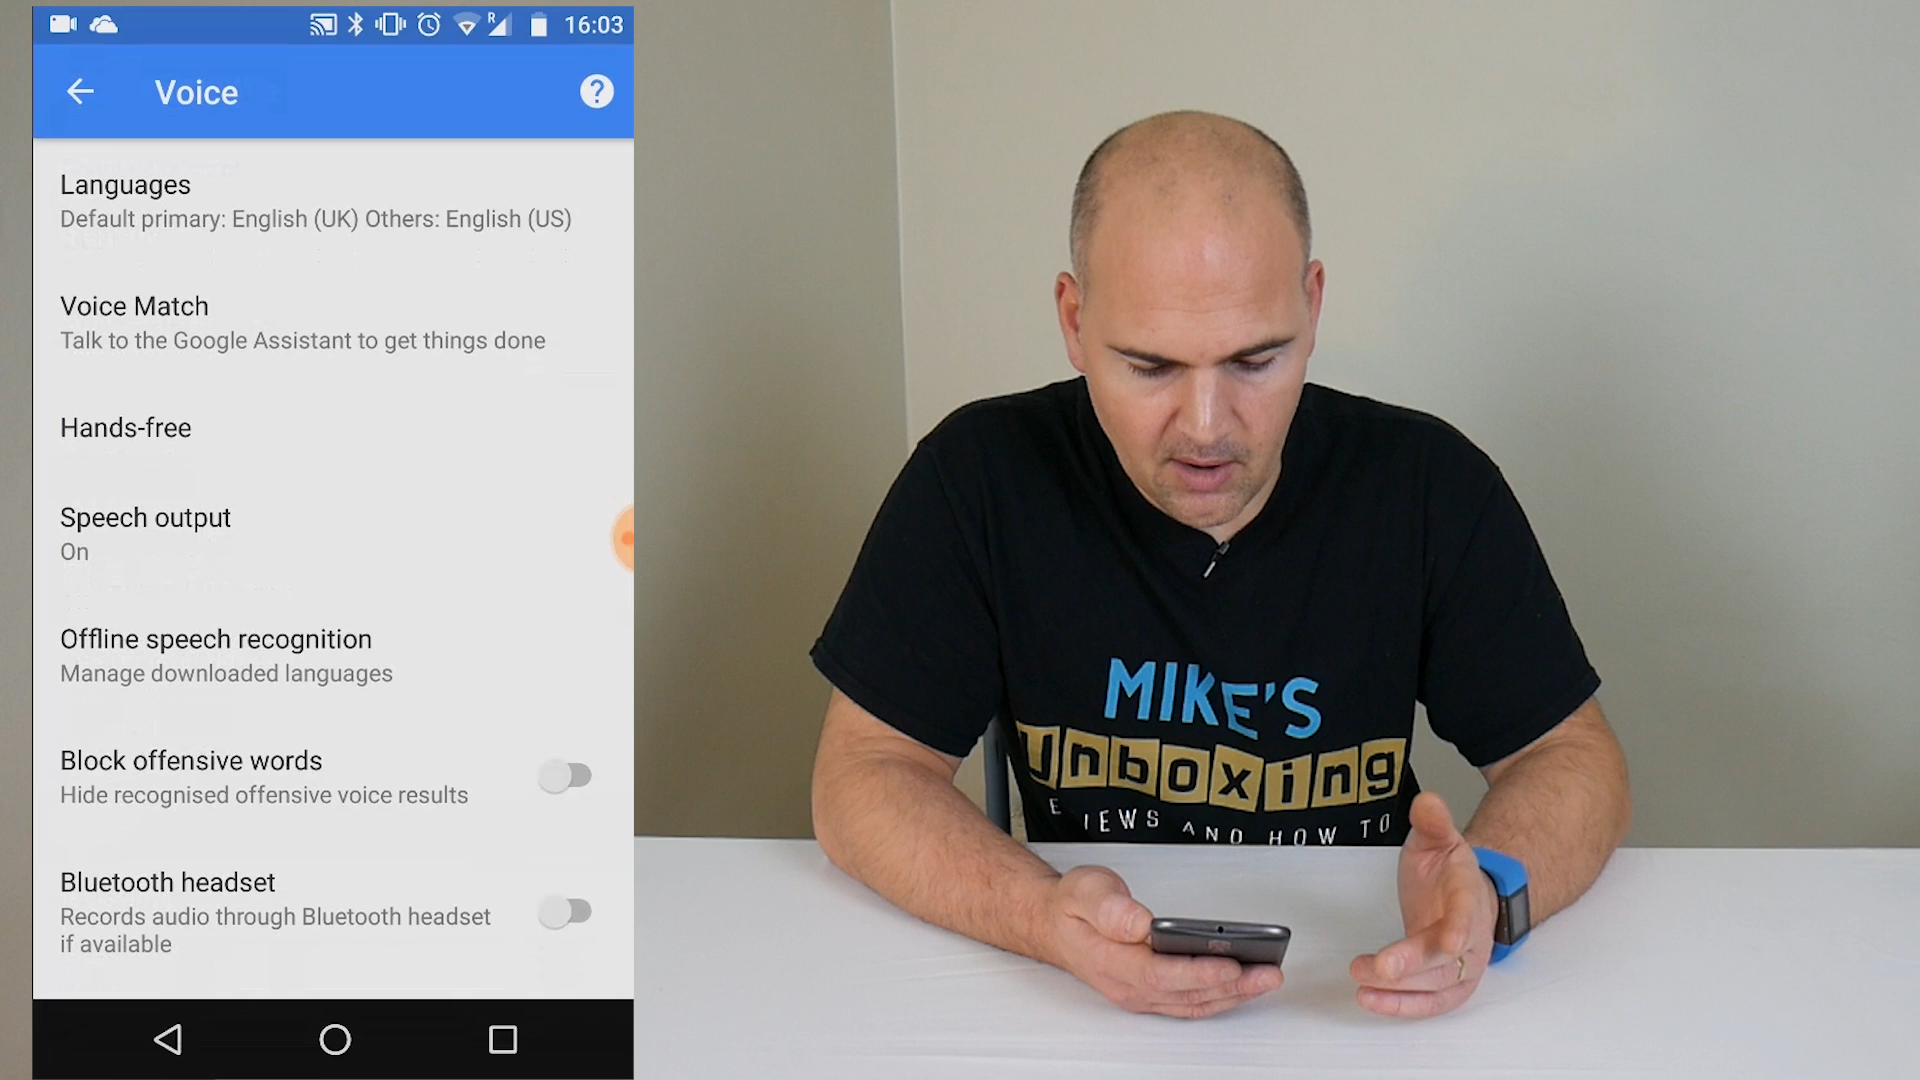 R
16:03
Voice
?
Languages
Default primary: English (UK) Others: English (US)
Voice Match
Talk to the Google Assistant to get things done
Hands-free
Speech output
On
Offline speech recognition
Manage downloaded languages
Block offensive words
Hide recognised offensive voice results
Bluetooth headset
Records audio through Bluetooth headset
if available
MIKE'S
Unboxing
EIEWS AND HOW TO